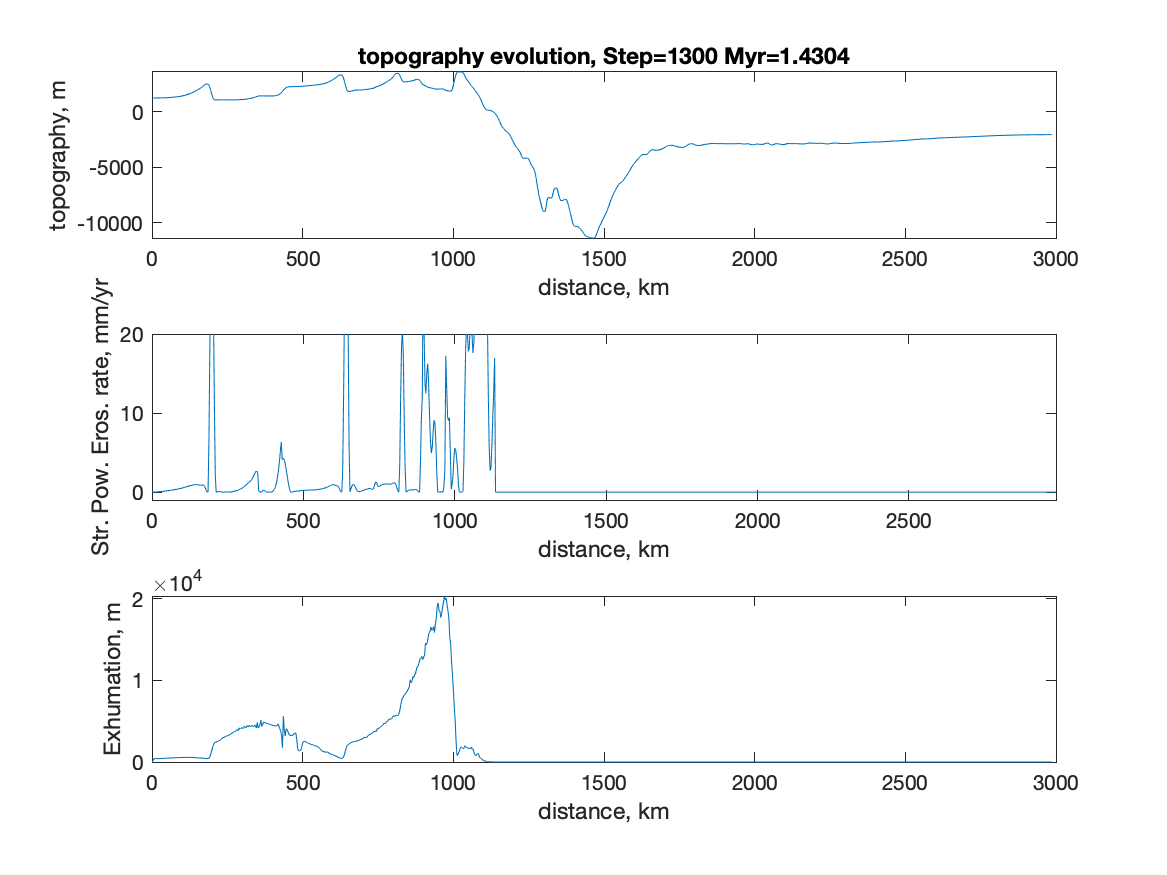 topography evolution, Step=1300 Myr=1.4304
topography, m
0
-5000
-10000
0 500 1000 1500 2000 2500 3000
distance, km
Str. Pow. Eros. rate, mm/yr
20
10
0
0 500 1000 1500 2000 2500
distance, km
×10^4
Exhumation, m
2
1
0
0 500 1000 1500 2000 2500 3000
distance, km